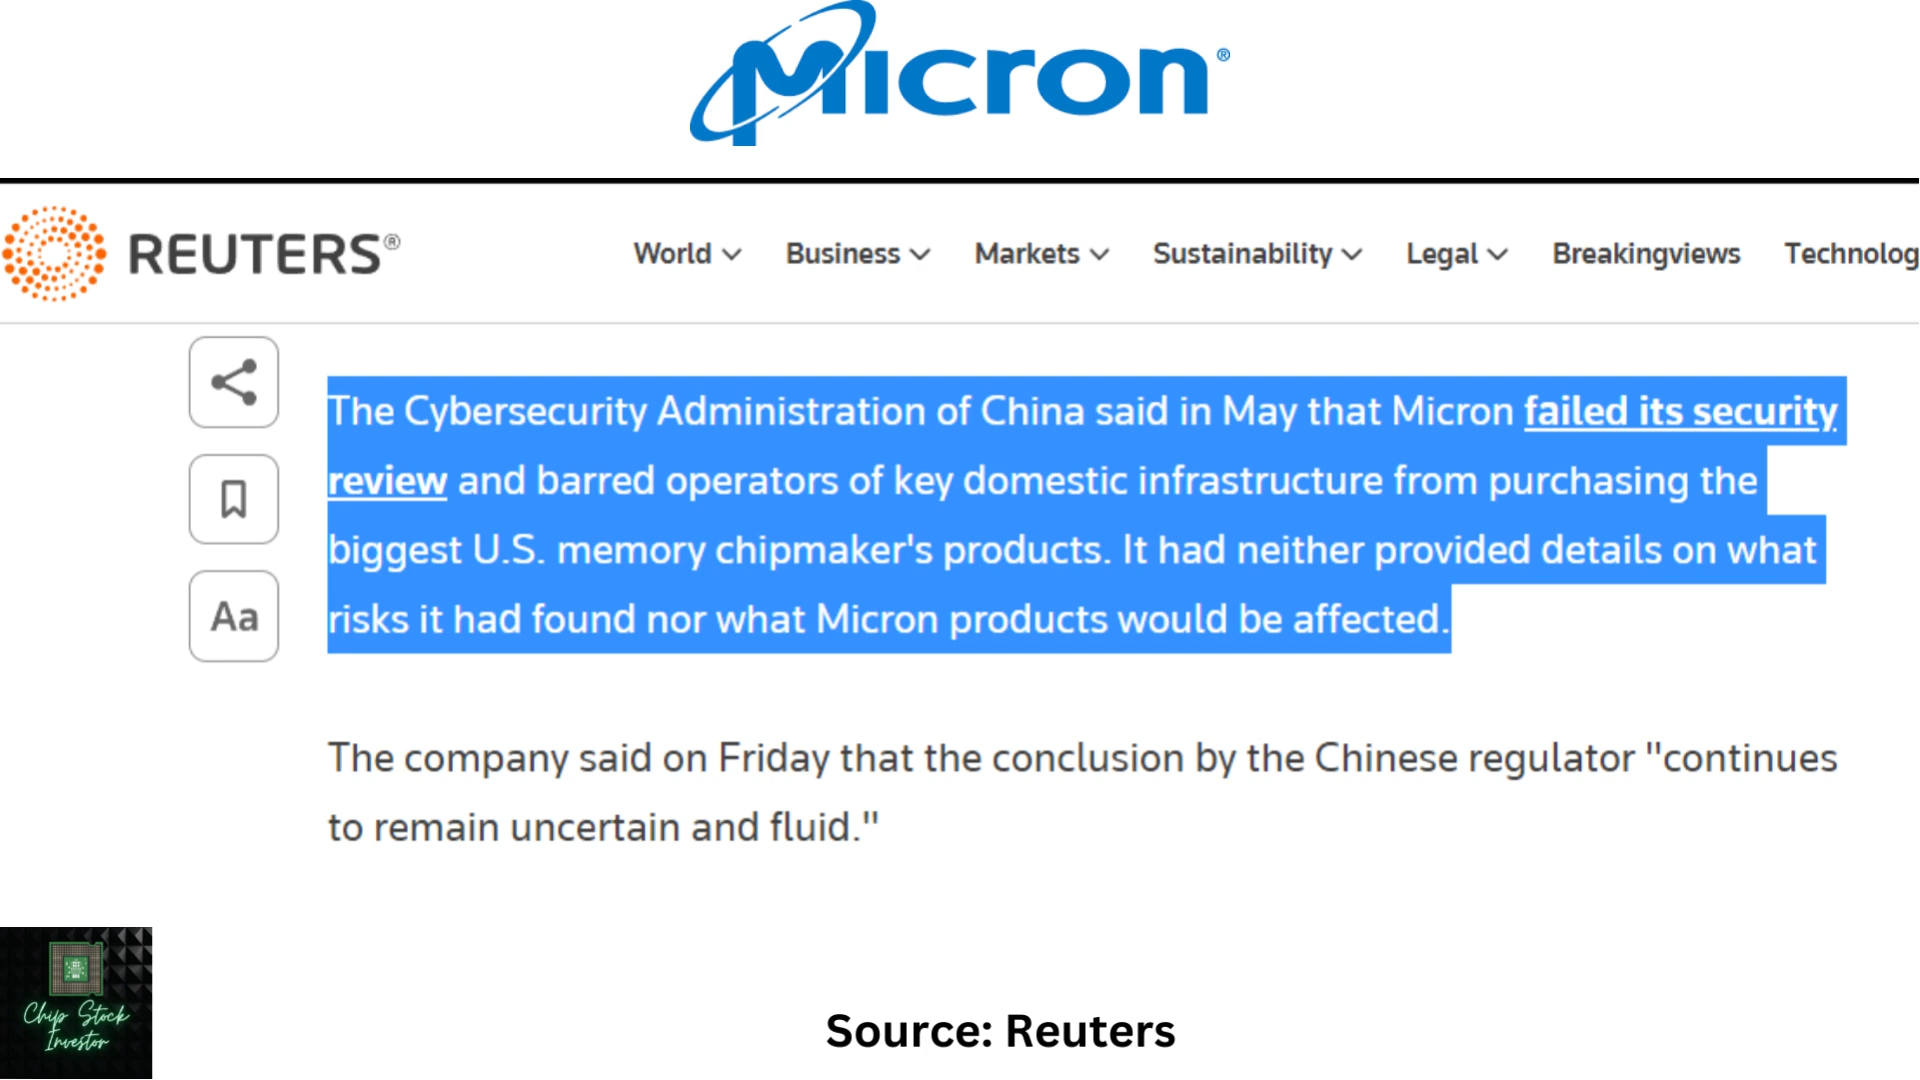 Micron®
REUTERS®
World Business Markets Sustainability Legal Breakingviews Technolog
The Cybersecurity Administration of China said in May that Micron failed its security
review and barred operators of key domestic infrastructure from purchasing the
biggest U.S. memory chipmaker's products. It had neither provided details on what
risks it had found nor what Micron products would be affected.
Aa
The company said on Friday that the conclusion by the Chinese regulator "continues
to remain uncertain and fluid."
Chip Stock
Investor
Source: Reuters